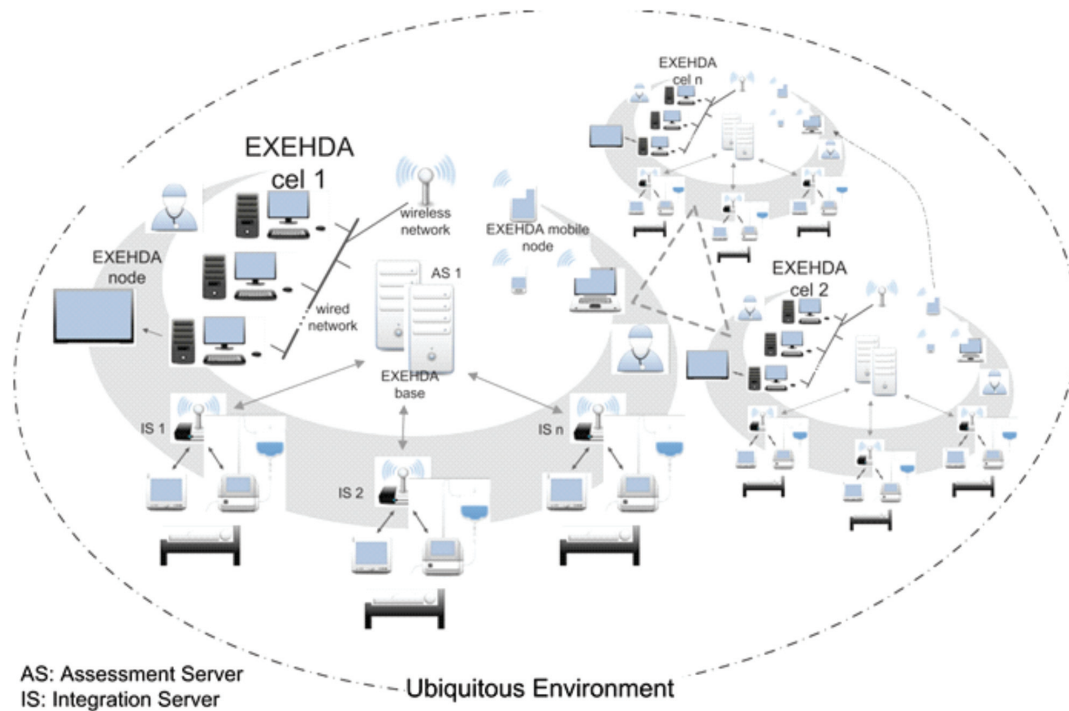 EXEHDA
cel n
EXEHDA
cel 1
wireless
network
EXEHDA mobile
node
EXEHDA
node
AS 1
EXEHDA
cel 2
wired
network
EXEHDA
base
IS 1
IS 2
IS n
AS: Assessment Server
IS: Integration Server
Ubiquitous Environment